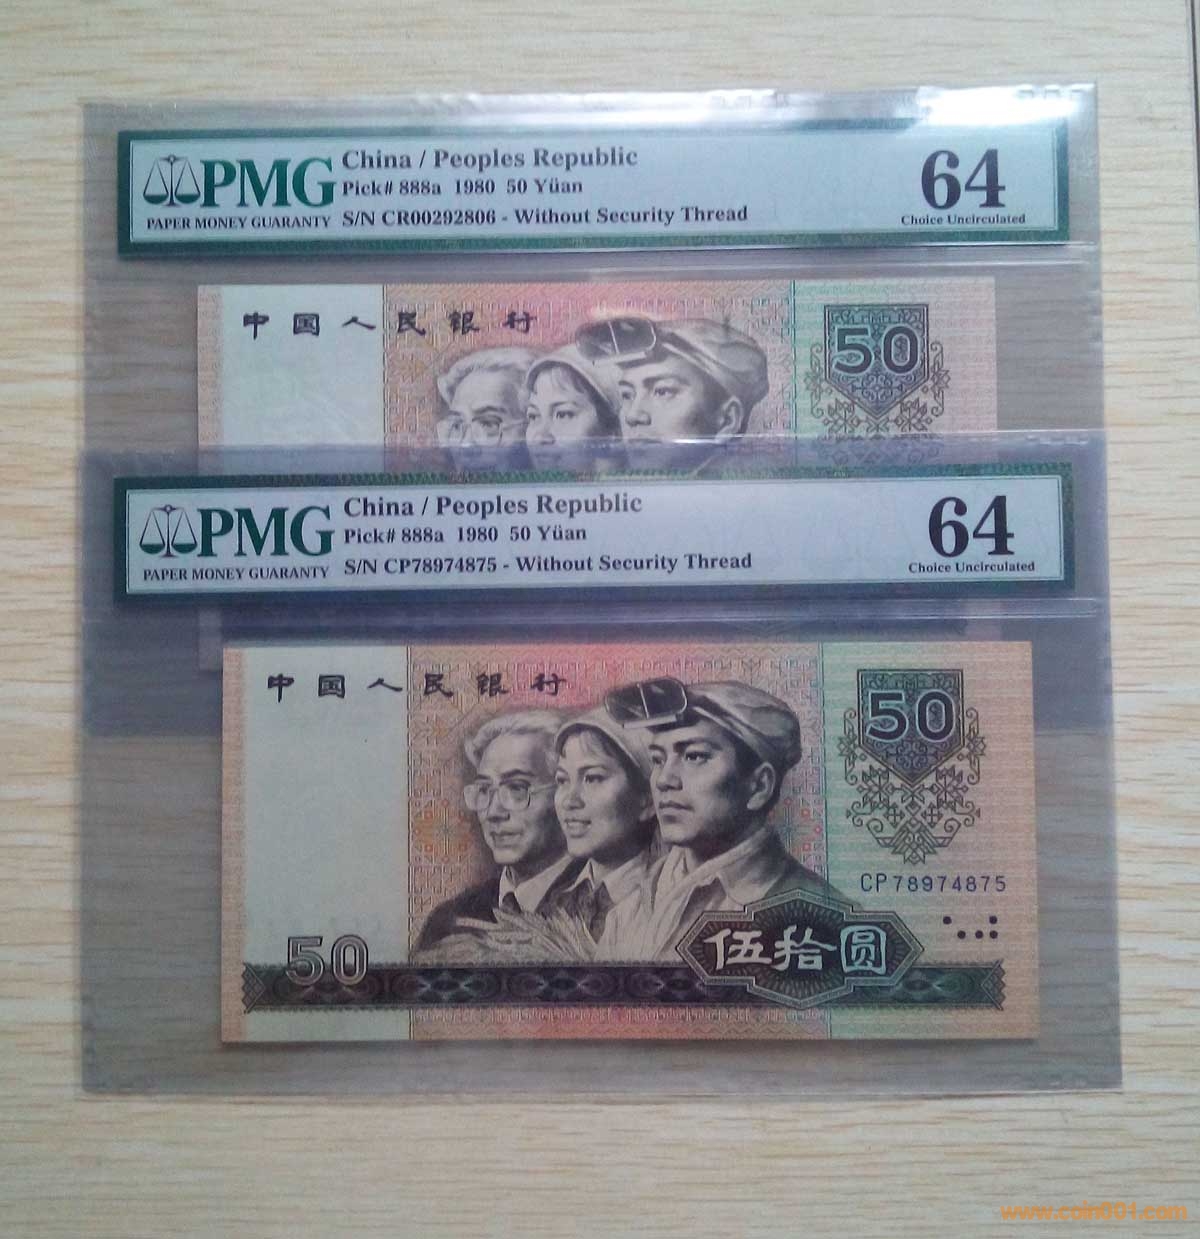 PMG
PAPER MONEY GUARANTY
China / Peoples Republic
Pick# 888a 1980 50 Yüan
S/N CR00292806 - Without Security Thread
64
Choice Uncirculated
中国人民银行
50
PMG
PAPER MONEY GUARANTY
China / Peoples Republic
Pick# 888a 1980 50 Yüan
S/N CP78974875 - Without Security Thread
64
Choice Uncirculated
中国人民银行
50
CP78974875
50
伍拾圆
www.coin001.com